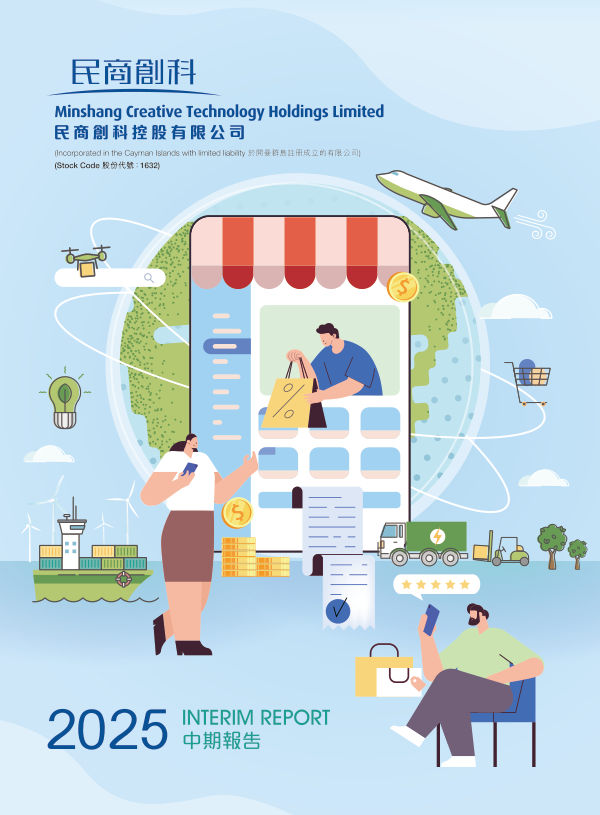 民商創科
Minshang Creative Technology Holdings Limited
民商創科控股有限公司
(Incorporated in the Cayman Islands with limited liability 於開曼群島註冊成立的有限公司)
(Stock Code 股份代號：1632)
2025 INTERIM REPORT
中期報告